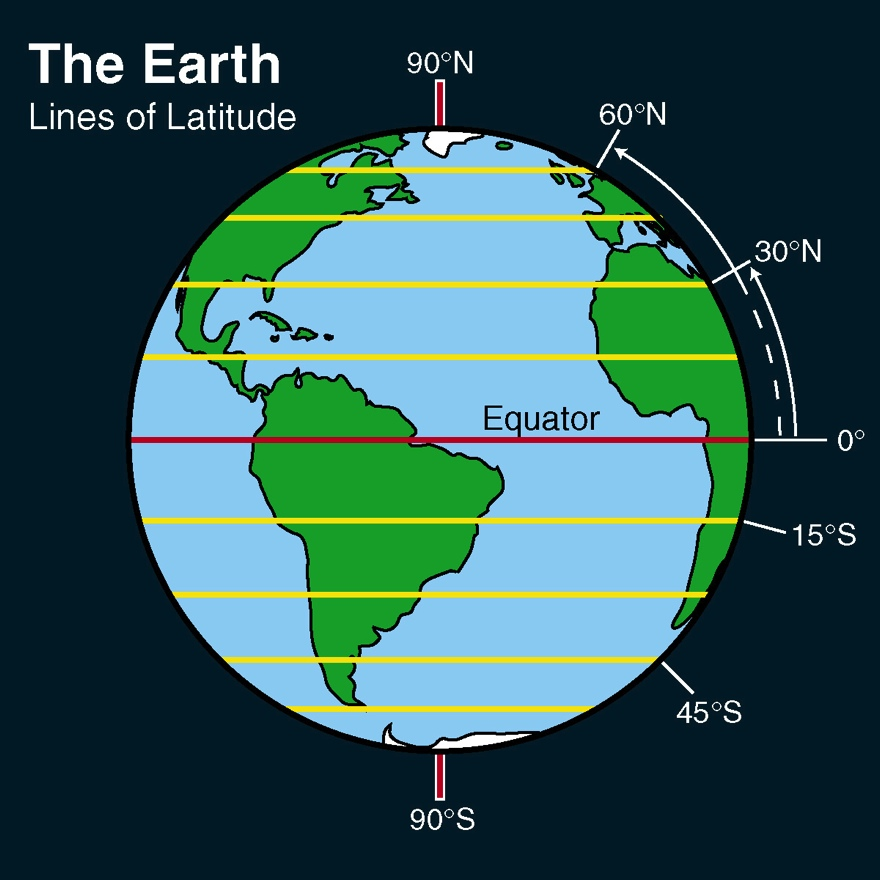 The Earth
Lines of Latitude
90°N
60°N
30°N
Equator
0°
15°S
45°S
90°S